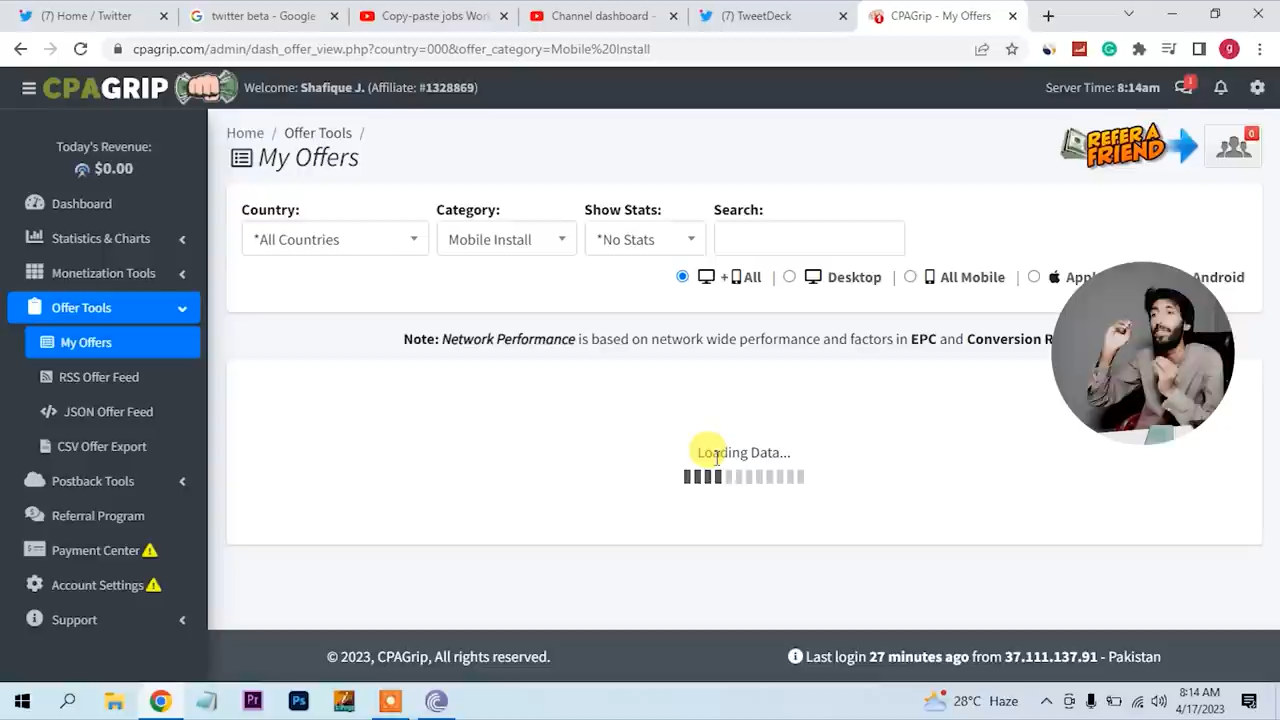 Home / Twitter
twitter beta - Google
Copy-paste jobs Wor
Channel dashboard -
TweetDeck
CPAGrip - My Offers
cpagrip.com/admin/dash_offer_view.php?country=000&offer_category=Mobile%20Install
g
CPAGRIP
Welcome: Shafique J. (Affiliate: #1328869)
Server Time: 8:14am
1
Today's Revenue:
$0.00
Dashboard
Statistics & Charts
Monetization Tools
Offer Tools
My Offers
RSS Offer Feed
JSON Offer Feed
CSV Offer Export
Postback Tools
Referral Program
Payment Center
Account Settings
Support
Home / Offer Tools /
My Offers
REFER A FRIEND
0
Country: Category: Show Stats: Search:
*All Countries Mobile Install *No Stats
+ All | Desktop | All Mobile | Appl Android
Note: Network Performance is based on network wide performance and factors in EPC and Conversion R
Loading Data...
© 2023, CPAGrip, All rights reserved.
Last login 27 minutes ago from 37.111.137.91 - Pakistan
Pr
Ps
28°C Haze
8:14 AM
4/17/2023